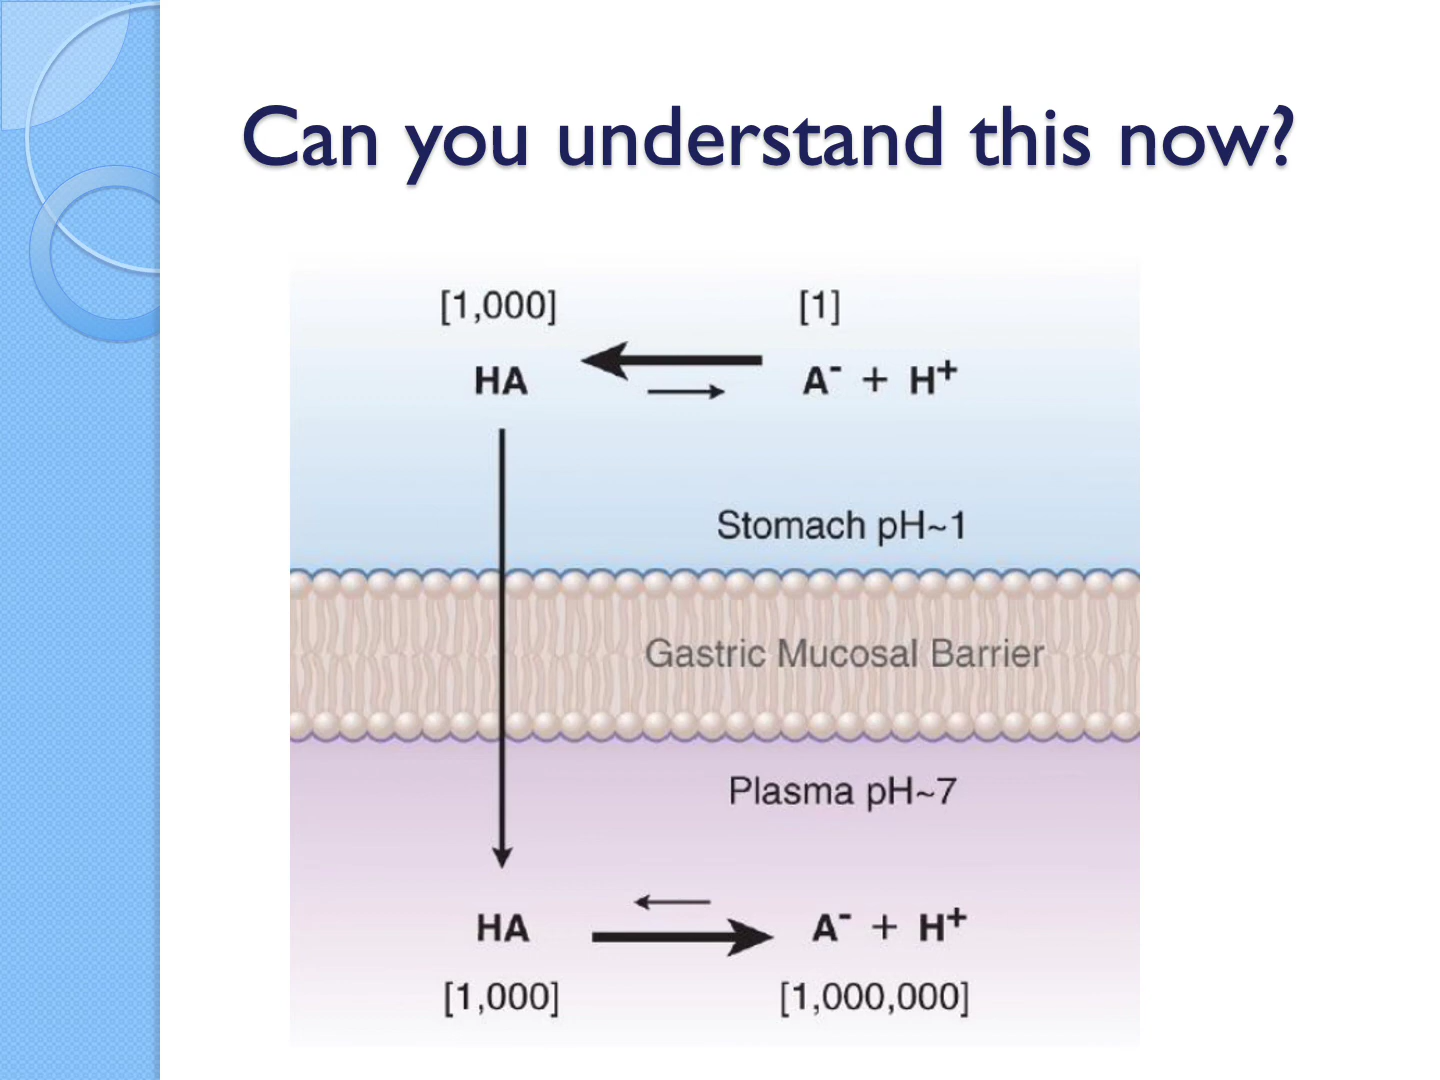 Can you understand this now?
[1,000] [1]
HA A⁻ + H⁺
Stomach pH~1
Gastric Mucosal Barrier
Plasma pH~7
HA A⁻ + H⁺
[1,000] [1,000,000]